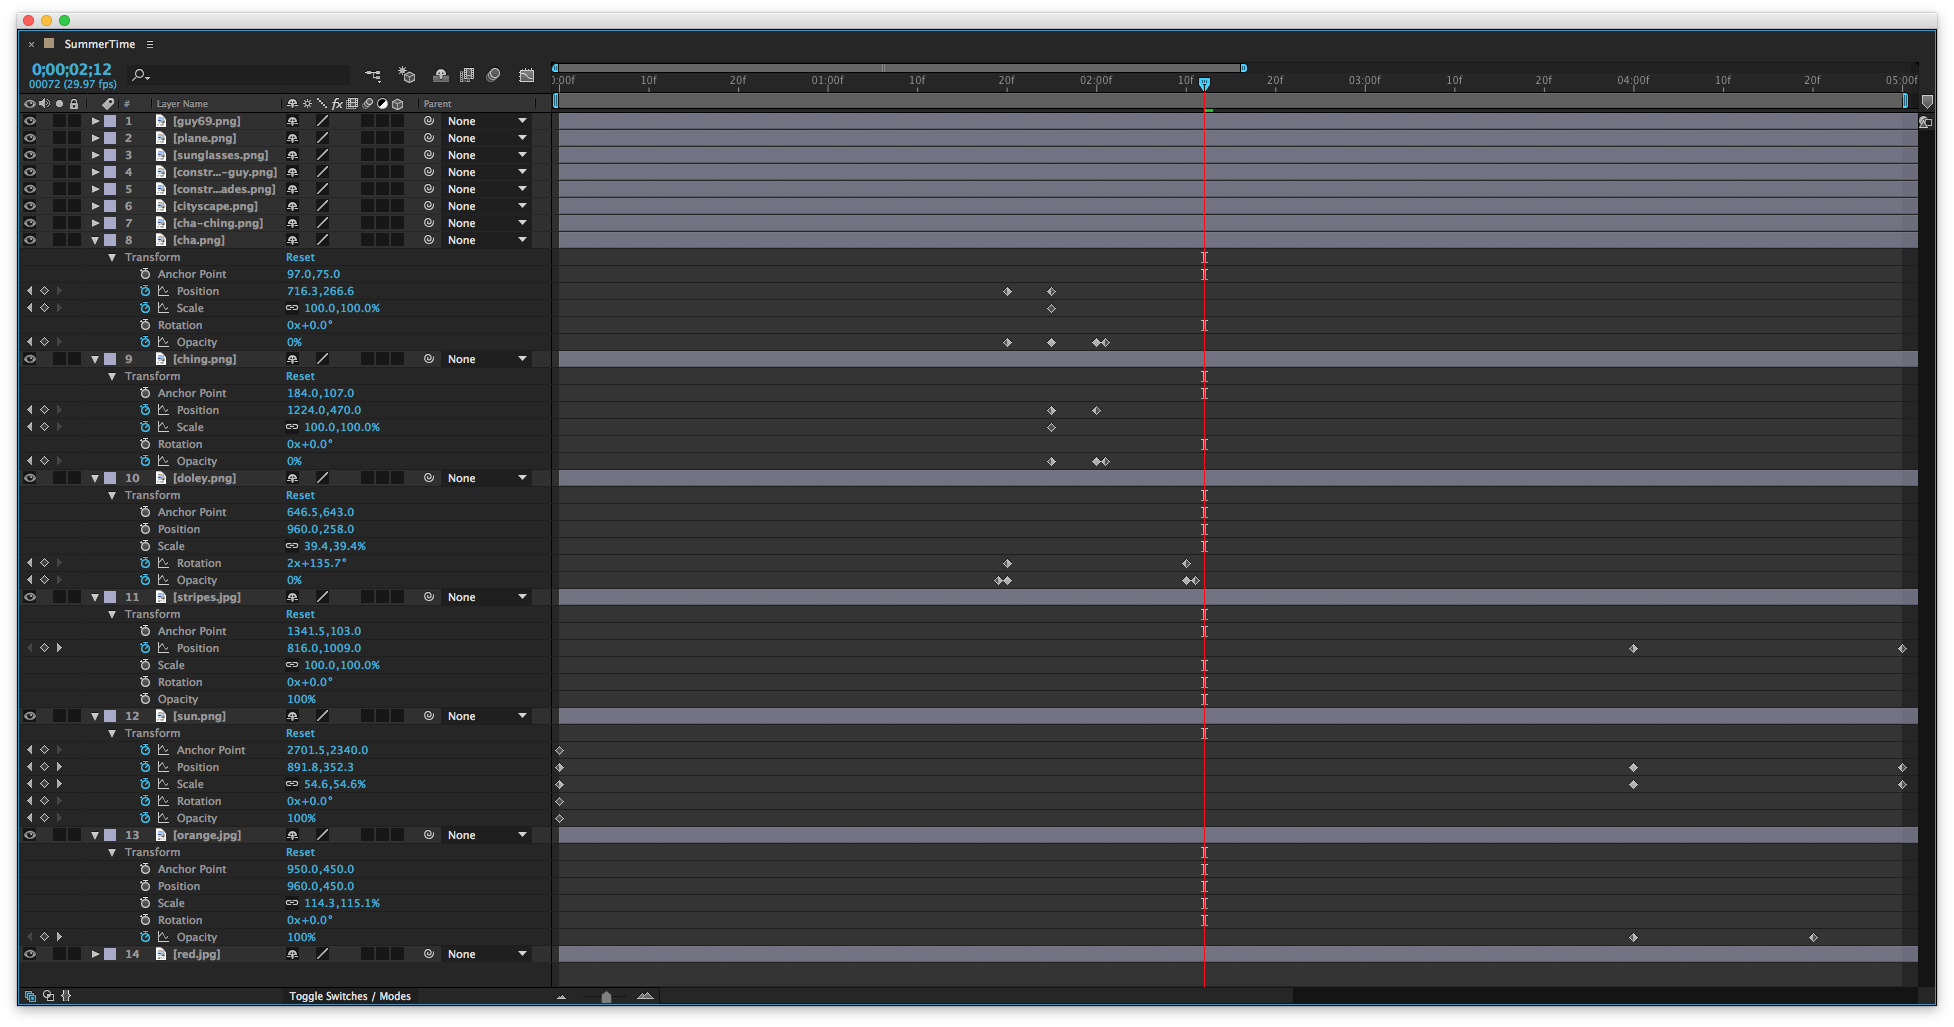 SummerTime
0;00;02;12
00072 (29.97 fps)
:00f 10f 20f 01:00f 10f 20f 02:00f 10f 20f 03:00f 10f 20f 04:00f 10f 20f 05:00f
# Layer Name fx Parent
1 [guy69.png] None
2 [plane.png] None
3 [sunglasses.png] None
4 [constr...-guy.png] None
5 [constr...ades.png] None
6 [cityscape.png] None
7 [cha-ching.png] None
8 [cha.png] None
Transform Reset
Anchor Point 97.0,75.0
Position 716.3,266.6
Scale 100.0,100.0%
Rotation 0x+0.0°
Opacity 0%
9 [ching.png] None
Transform Reset
Anchor Point 184.0,107.0
Position 1224.0,470.0
Scale 100.0,100.0%
Rotation 0x+0.0°
Opacity 0%
10 [doley.png] None
Transform Reset
Anchor Point 646.5,643.0
Position 960.0,258.0
Scale 39.4,39.4%
Rotation 2x+135.7°
Opacity 0%
11 [stripes.jpg] None
Transform Reset
Anchor Point 1341.5,103.0
Position 816.0,1009.0
Scale 100.0,100.0%
Rotation 0x+0.0°
Opacity 100%
12 [sun.png] None
Transform Reset
Anchor Point 2701.5,2340.0
Position 891.8,352.3
Scale 54.6,54.6%
Rotation 0x+0.0°
Opacity 100%
13 [orange.jpg] None
Transform Reset
Anchor Point 950.0,450.0
Position 960.0,450.0
Scale 114.3,115.1%
Rotation 0x+0.0°
Opacity 100%
14 [red.jpg] None
Toggle Switches / Modes